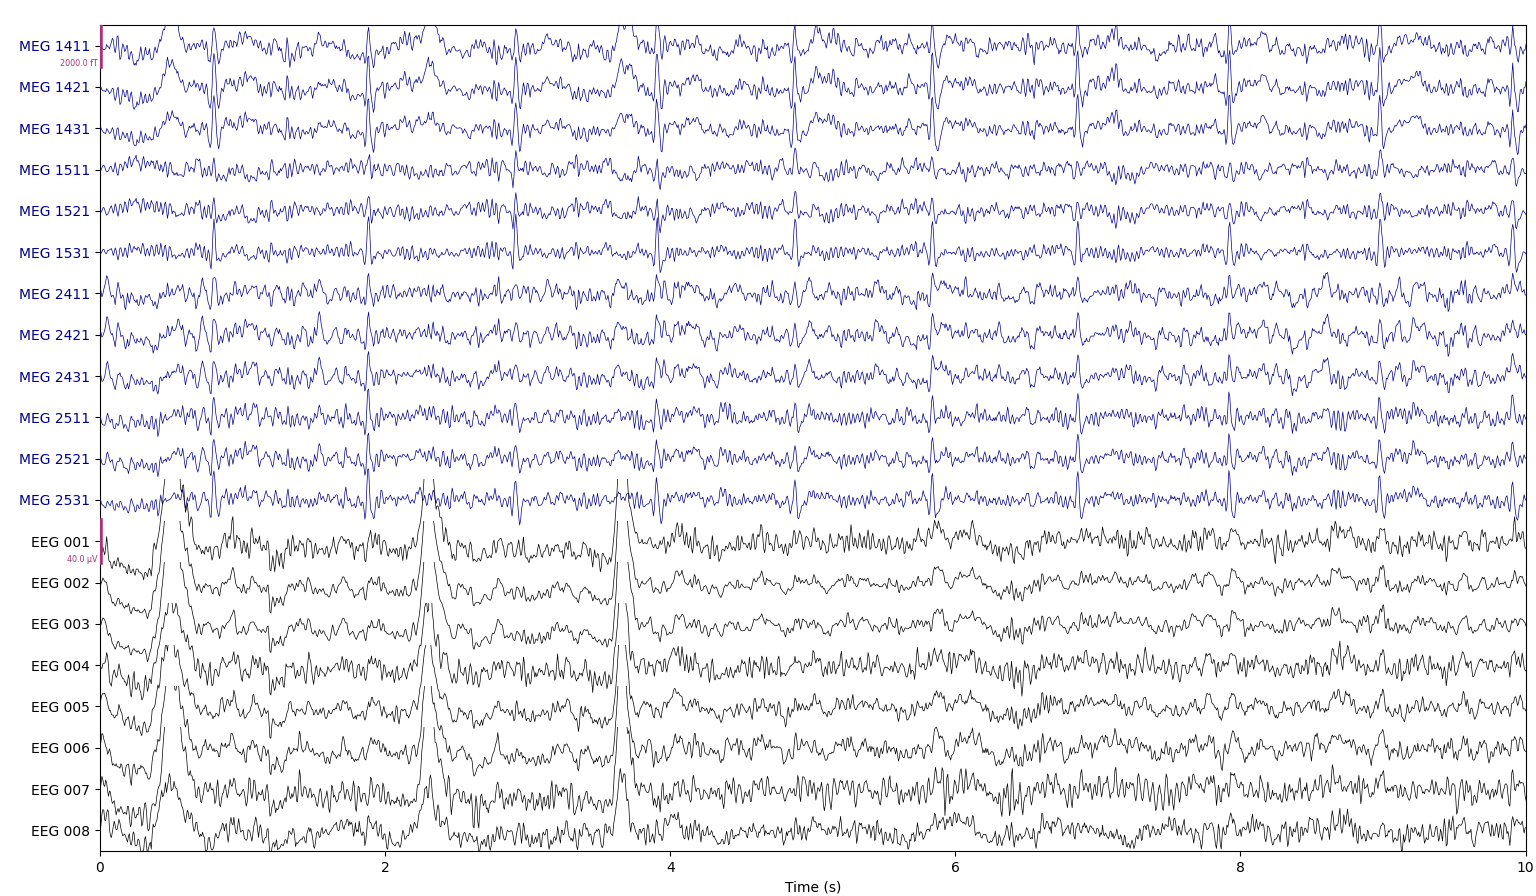 MEG 1411
2000.0 fT
MEG 1421
MEG 1431
MEG 1511
MEG 1521
MEG 1531
MEG 2411
MEG 2421
MEG 2431
MEG 2511
MEG 2521
MEG 2531
EEG 001
40.0 µV
EEG 002
EEG 003
EEG 004
EEG 005
EEG 006
EEG 007
EEG 008
0 2 4 6 8 10
Time (s)